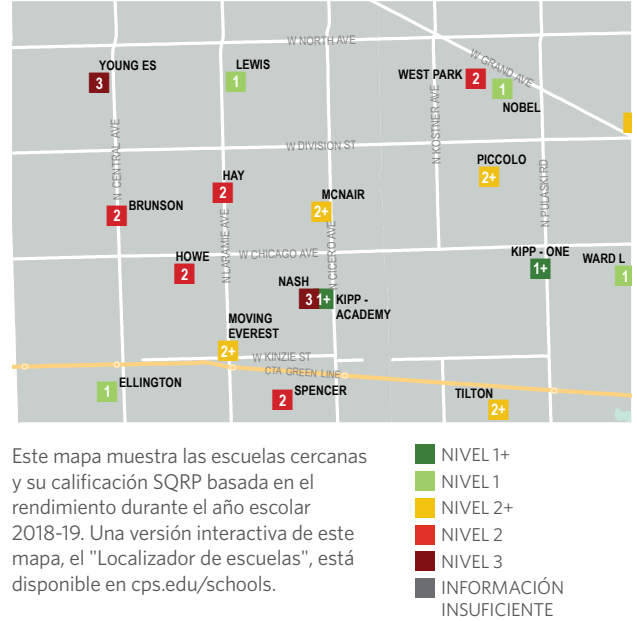 W NORTH AVE
YOUNG ES
3
LEWIS
1
WEST PARK
2
W GRAND AVE
1
NOBEL
N KOSTNER AVE
N CENTRAL AVE
W DIVISION ST
PICCOLO
2+
N PULASKI RD
HAY
2
BRUNSON
2
MCNAIR
2+
N LARAMIE AVE
N CICERO AVE
W CHICAGO AVE
HOWE
2
KIPP - ONE
1+
WARD L
1
NASH
3
1+
KIPP -
ACADEMY
MOVING
EVEREST
2+
W KINZIE ST
CTA GREEN LINE
ELLINGTON
1
SPENCER
2
TILTON
2+
Este mapa muestra las escuelas cercanas
y su calificación SQRP basada en el
rendimiento durante el año escolar
2018-19. Una versión interactiva de este
mapa, el "Localizador de escuelas", está
disponible en cps.edu/schools.
NIVEL 1+
NIVEL 1
NIVEL 2+
NIVEL 2
NIVEL 3
INFORMACIÓN
INSUFICIENTE